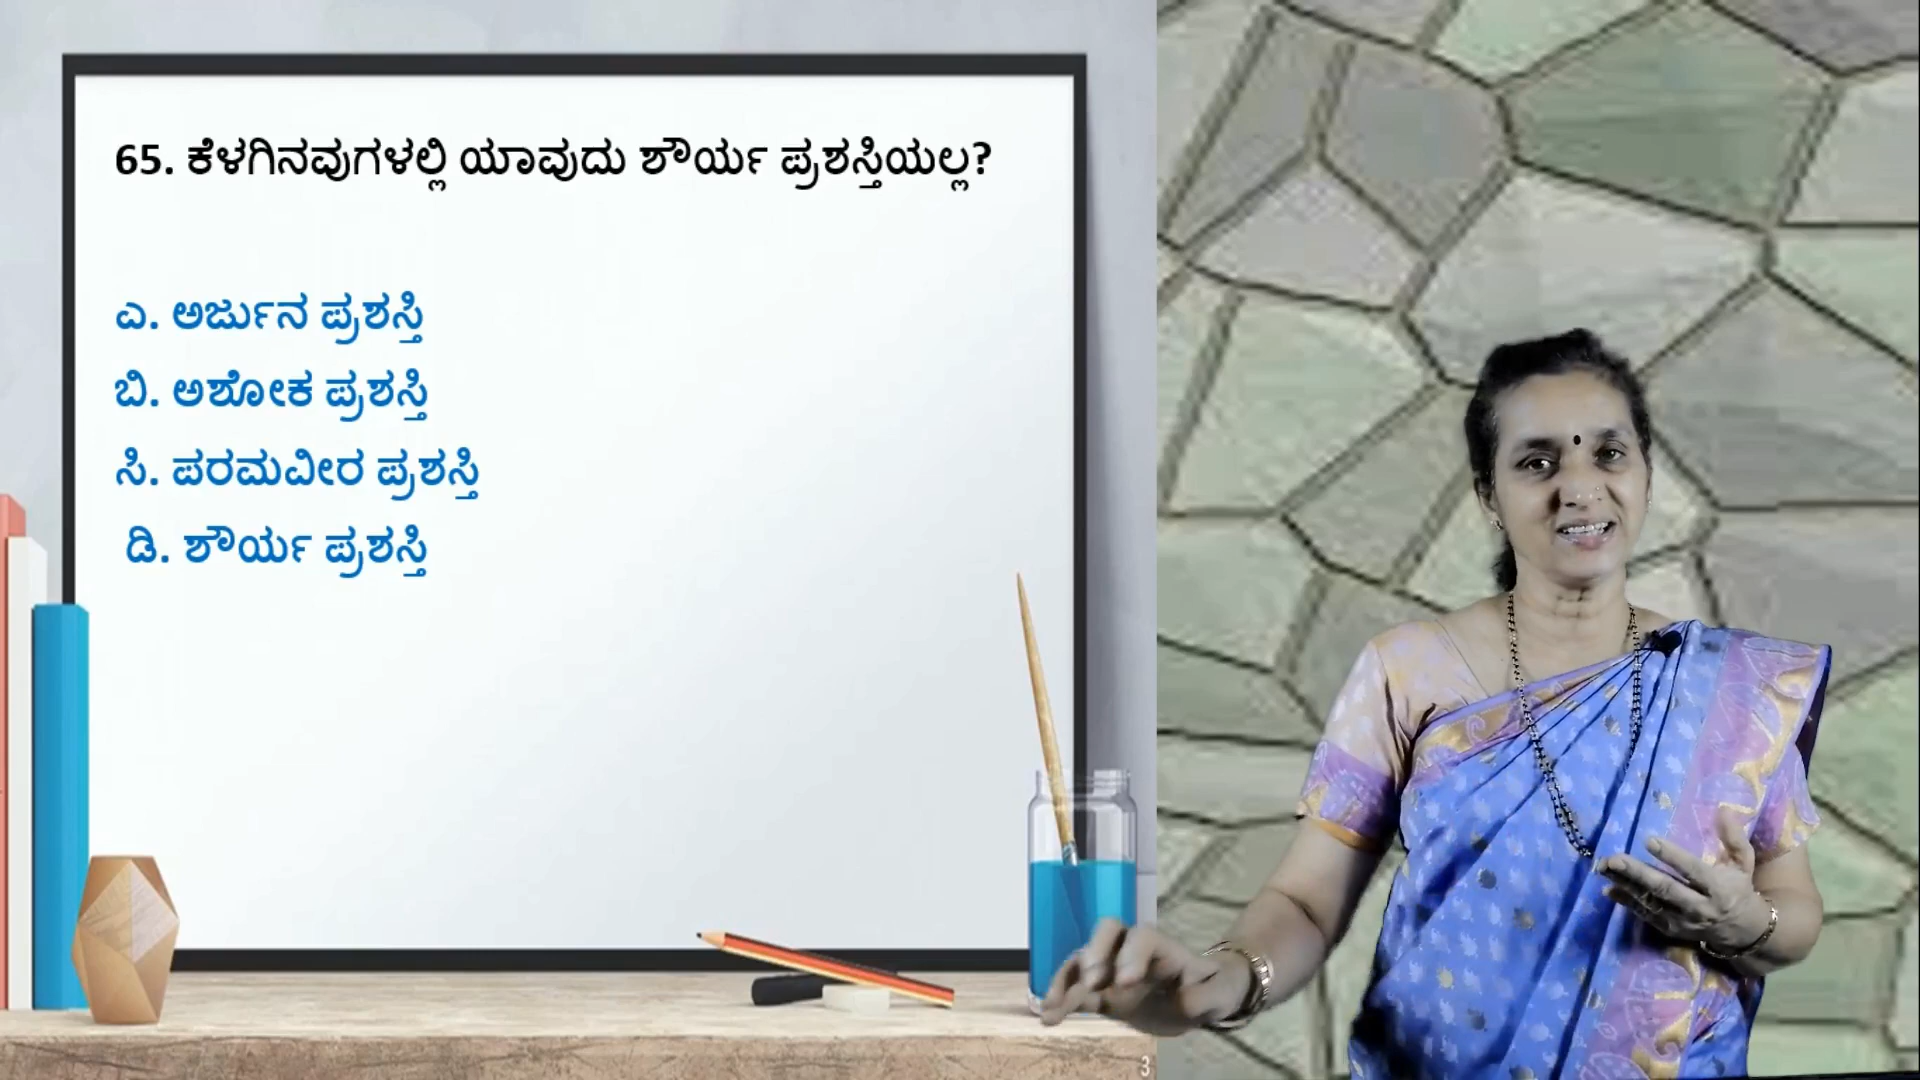 65. ಕೆಳಗಿನವುಗಳಲ್ಲಿ ಯಾವುದು ಶೌರ್ಯ ಪ್ರಶಸ್ತಿಯಲ್ಲ?
ಎ. ಅರ್ಜುನ ಪ್ರಶಸ್ತಿ
ಬಿ. ಅಶೋಕ ಪ್ರಶಸ್ತಿ
ಸಿ. ಪರಮವೀರ ಪ್ರಶಸ್ತಿ
ಡಿ. ಶೌರ್ಯ ಪ್ರಶಸ್ತಿ
3